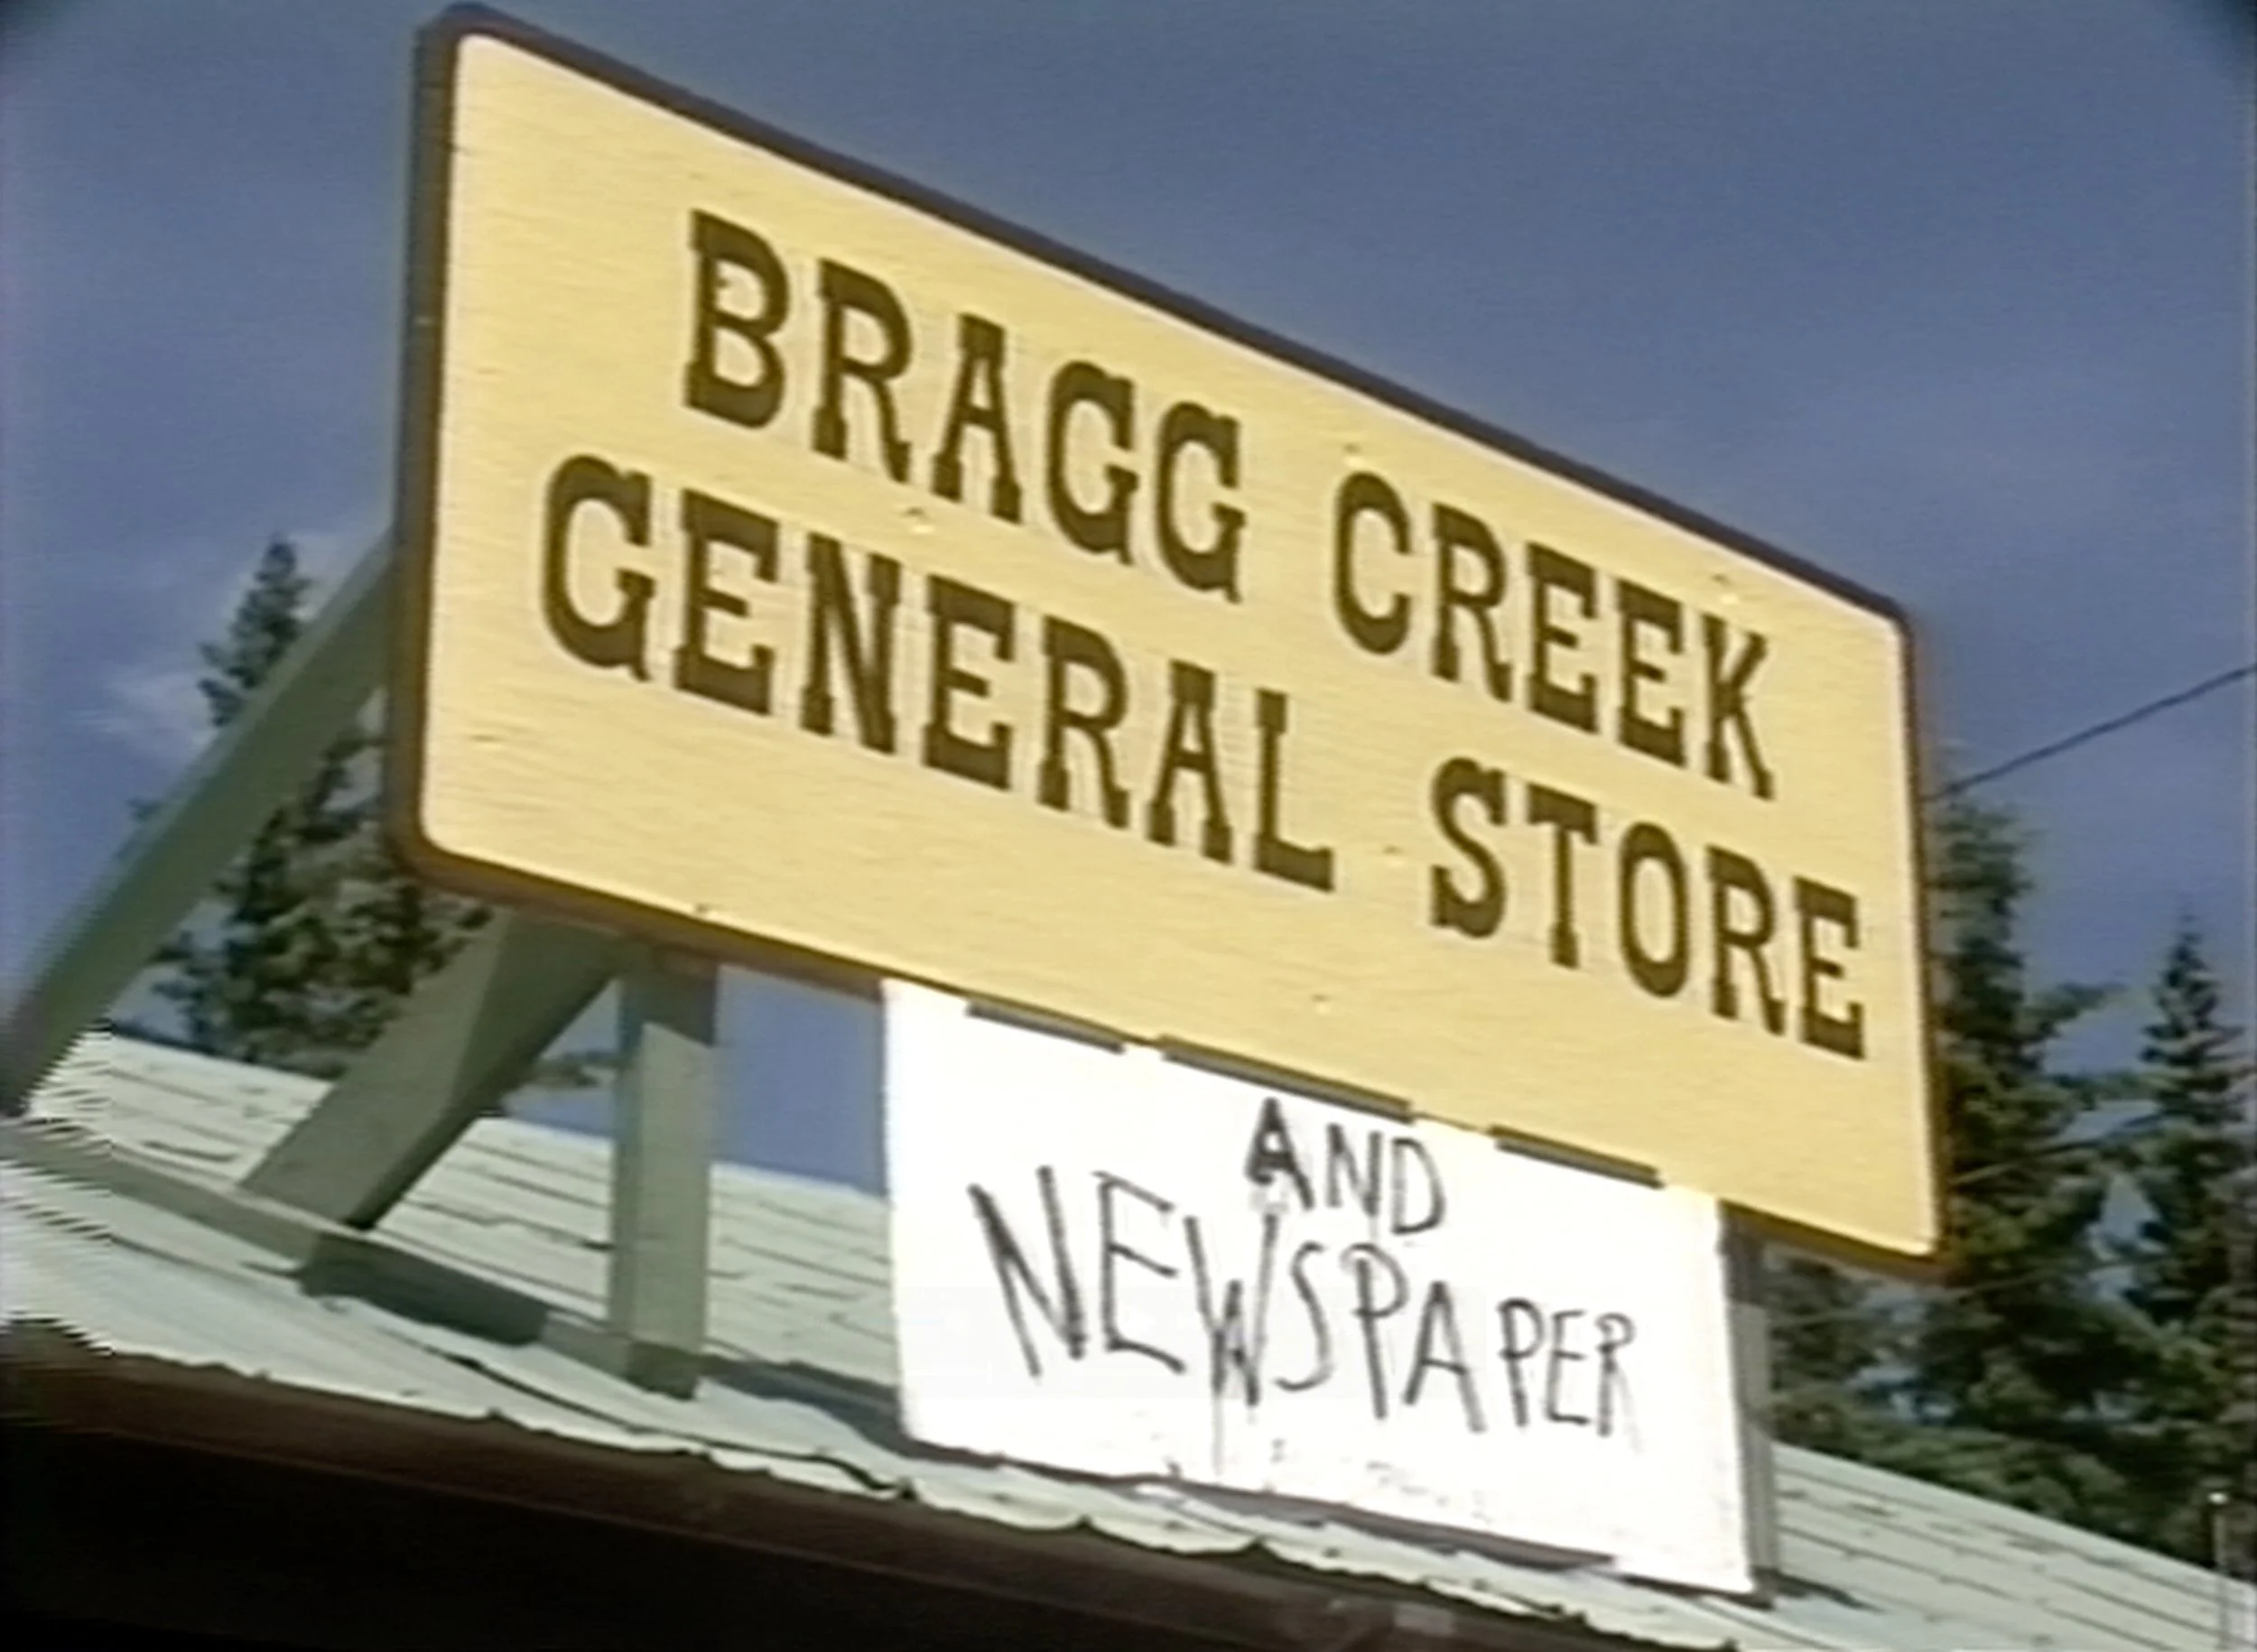 BRAGG CREEK
GENERAL STORE
AND
NEWSPAPER